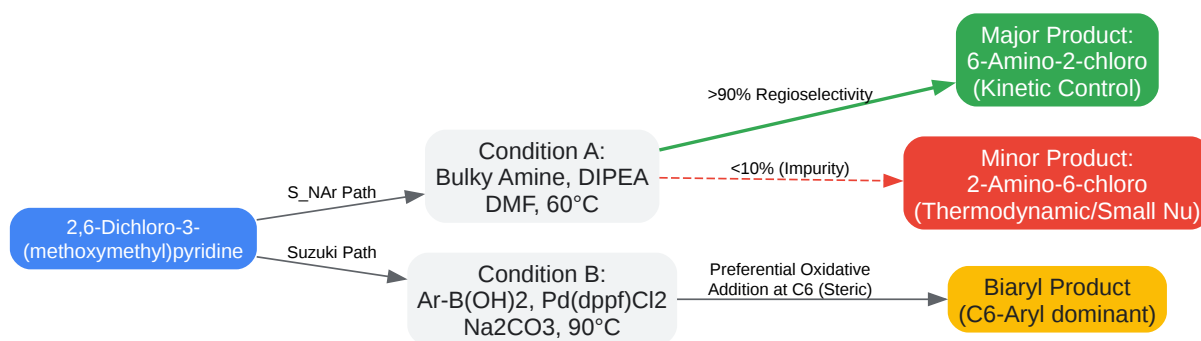 2,6-Dichloro-3-
(methoxymethyl)pyridine
S_NAr Path
Suzuki Path
Condition A:
Bulky Amine, DIPEA
DMF, 60°C
Condition B:
Ar-B(OH)2, Pd(dppf)Cl2
Na2CO3, 90°C
>90% Regioselectivity
<10% (Impurity)
Preferential Oxidative
Addition at C6 (Steric)
Major Product:
6-Amino-2-chloro
(Kinetic Control)
Minor Product:
2-Amino-6-chloro
(Thermodynamic/Small Nu)
Biaryl Product
(C6-Aryl dominant)